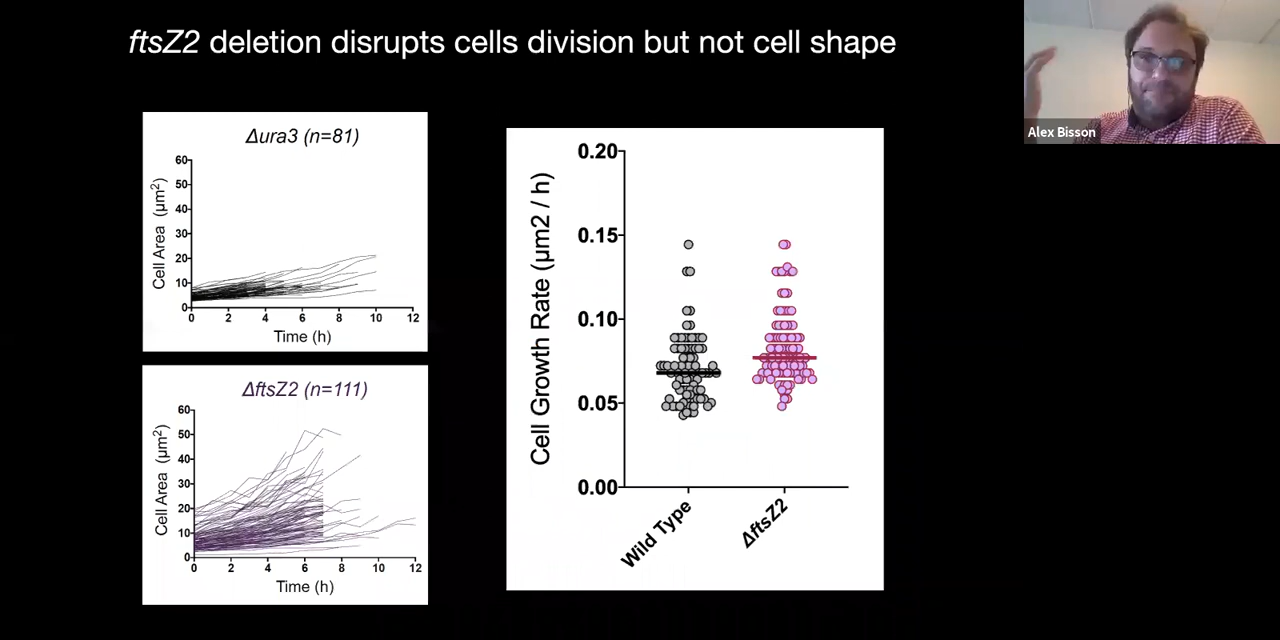 ftsZ2 deletion disrupts cells division but not cell shape
Alex Bisson
Δura3 (n=81)
Cell Area (μm²)
60
50
40
30
20
10
0
0 2 4 6 8 10 12
Time (h)
ΔftsZ2 (n=111)
Cell Area (μm²)
60
50
40
30
20
10
0
0 2 4 6 8 10 12
Time (h)
Cell Growth Rate (μm2 / h)
0.20
0.15
0.10
0.05
0.00
Wild Type
ΔftsZ2